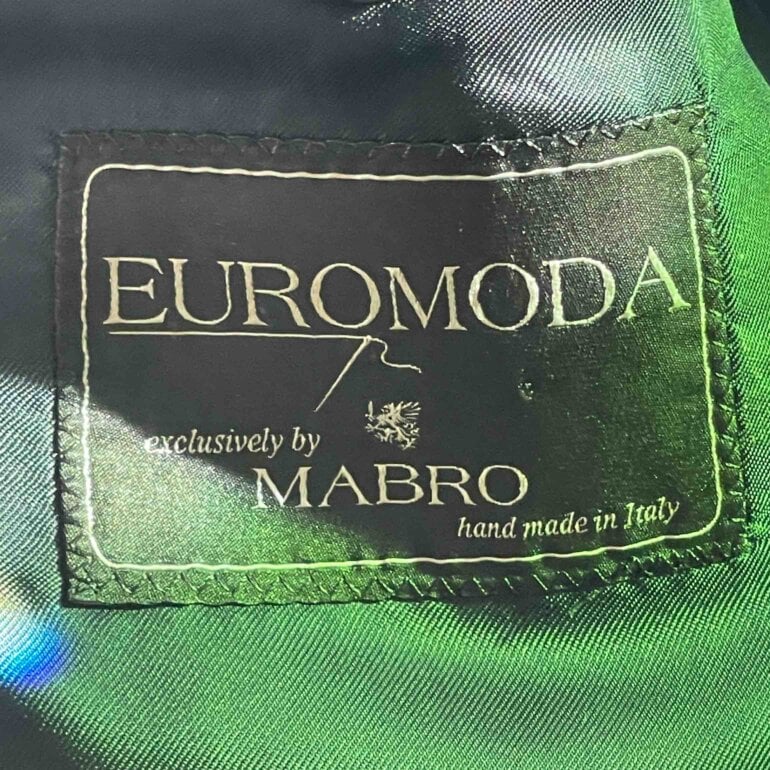 EUROMODA
exclusively by
MABRO
hand made in Italy